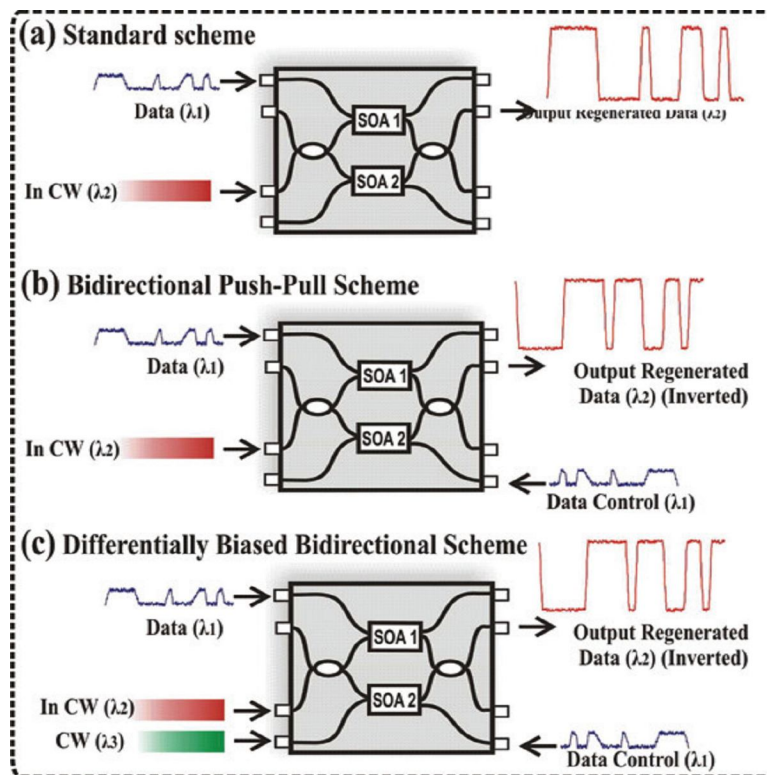 (a) Standard scheme
Data (λ1)
SOA 1
Output Regenerated Data (λ2)
In CW (λ2)
SOA 2
(b) Bidirectional Push-Pull Scheme
Data (λ1)
SOA 1
Output Regenerated
Data (λ2) (Inverted)
In CW (λ2)
SOA 2
Data Control (λ1)
(c) Differentially Biased Bidirectional Scheme
Data (λ1)
SOA 1
Output Regenerated
Data (λ2) (Inverted)
In CW (λ2)
SOA 2
CW (λ3)
Data Control (λ1)